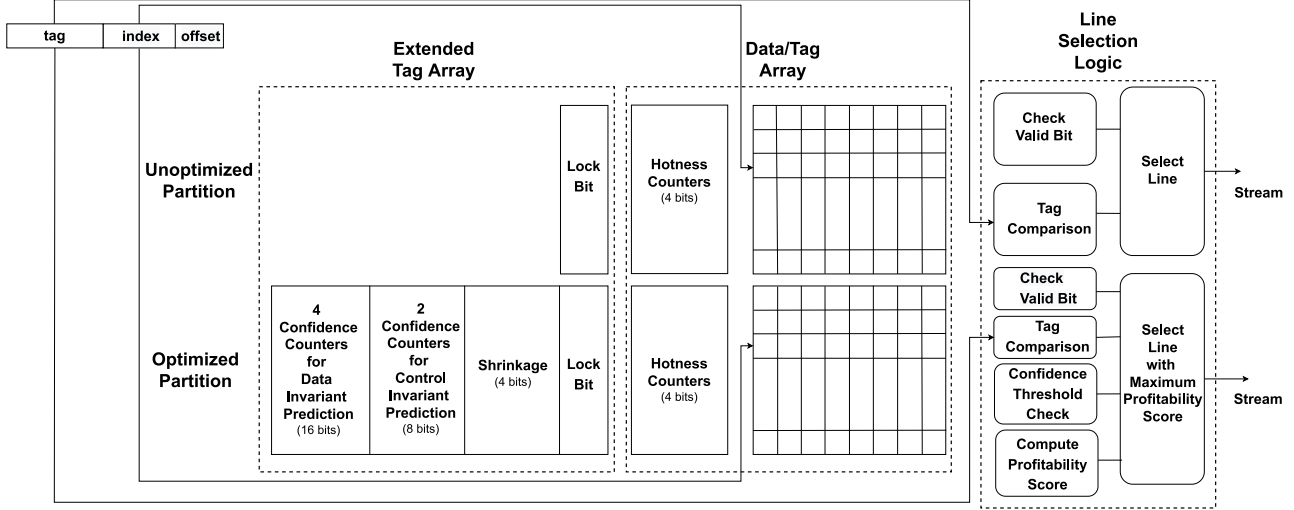 tag index offset
Extended
Tag Array
Data/Tag
Array
Line
Selection
Logic
Unoptimized
Partition
Lock
Bit
Hotness
Counters
(4 bits)
Check
Valid Bit
Tag
Comparison
Select
Line
Stream
Optimized
Partition
4
Confidence
Counters
for
Data
Invariant
Prediction
(16 bits)
2
Confidence
Counters
for
Control
Invariant
Prediction
(8 bits)
Shrinkage
(4 bits)
Lock
Bit
Hotness
Counters
(4 bits)
Check
Valid Bit
Tag
Comparison
Confidence
Threshold
Check
Compute
Profitability
Score
Select
Line
with
Maximum
Profitability
Score
Stream